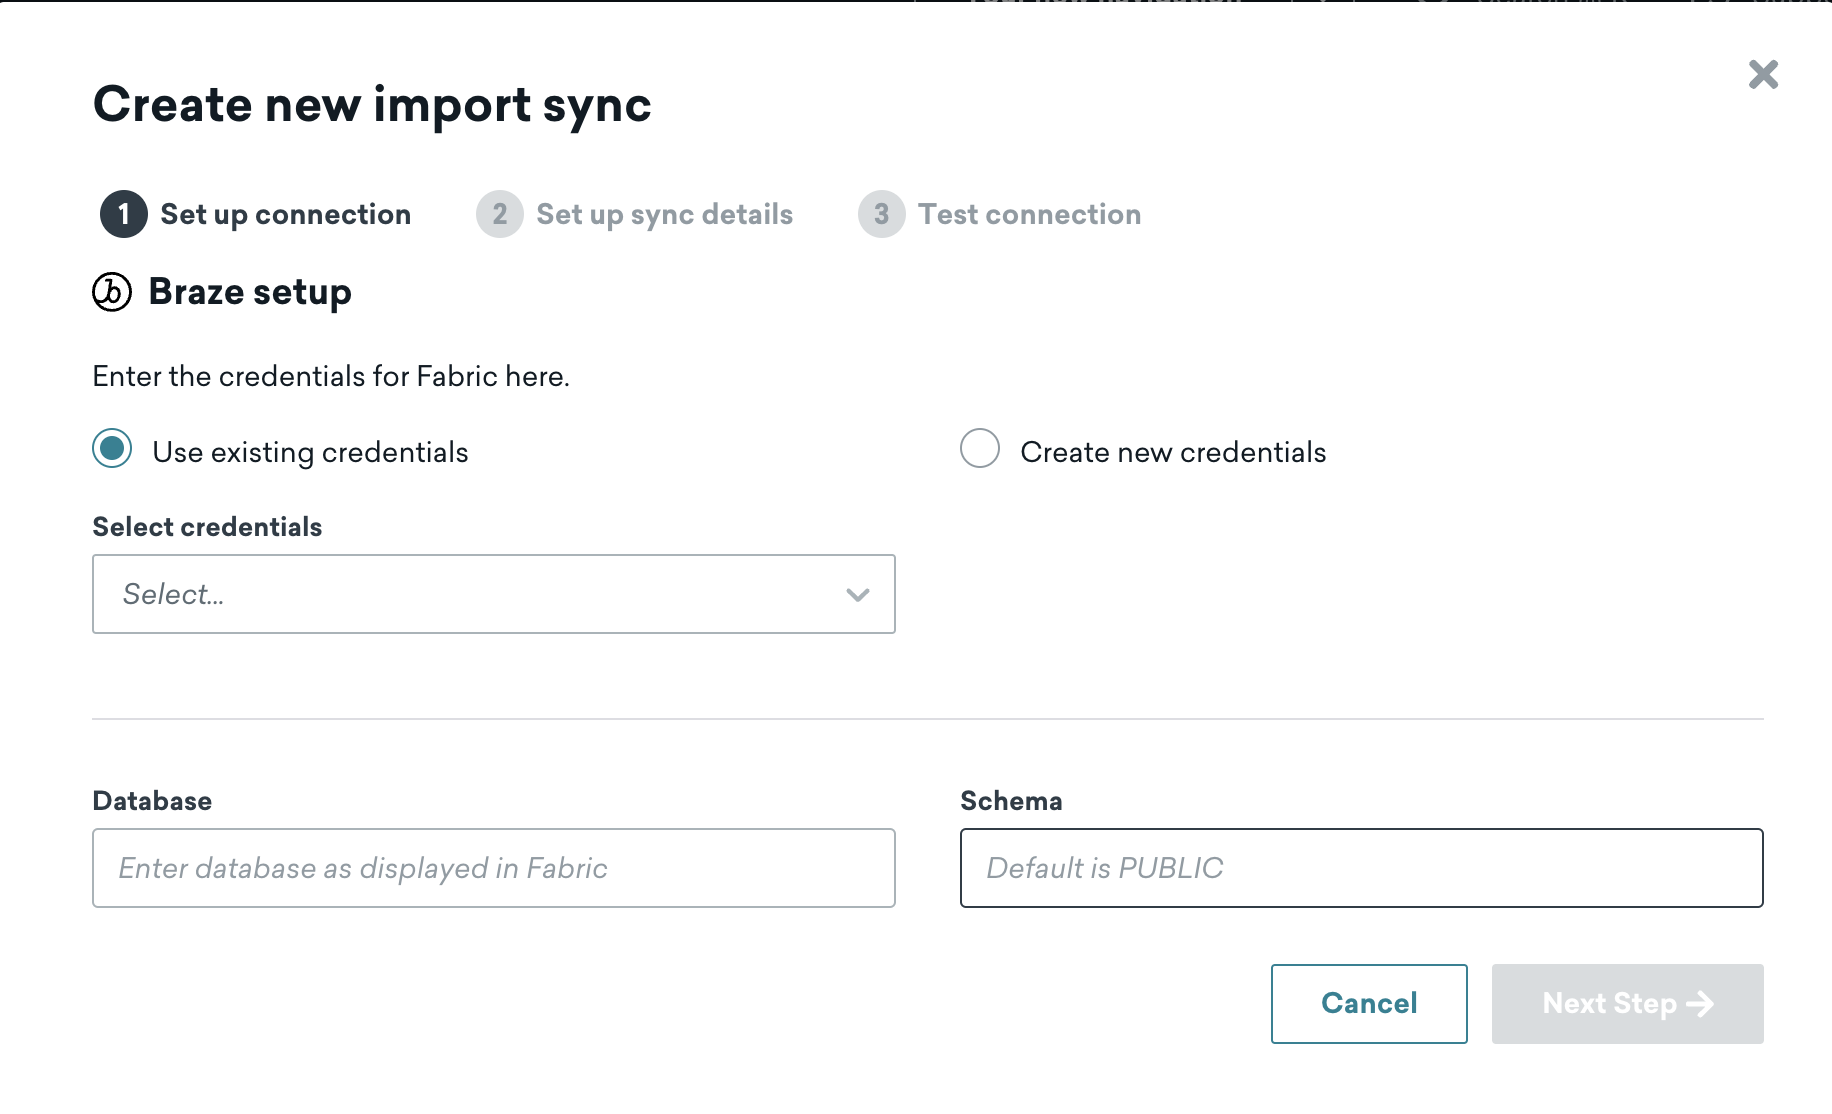 Create new import sync
1 Set up connection 2 Set up sync details 3 Test connection
b Braze setup
Enter the credentials for Fabric here.
Use existing credentials Create new credentials
Select credentials
Select...
Database Schema
Enter database as displayed in Fabric Default is PUBLIC
Cancel Next Step →